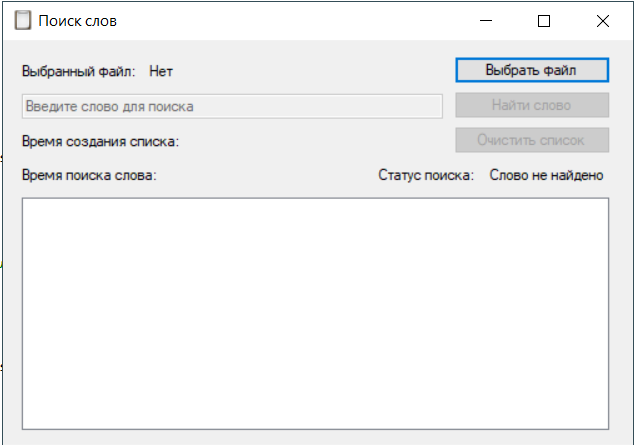 Поиск слов
Выбранный файл: Нет
Выбрать файл
Введите слово для поиска
Найти слово
Время создания списка:
Очистить список
Время поиска слова:
Статус поиска: Слово не найдено